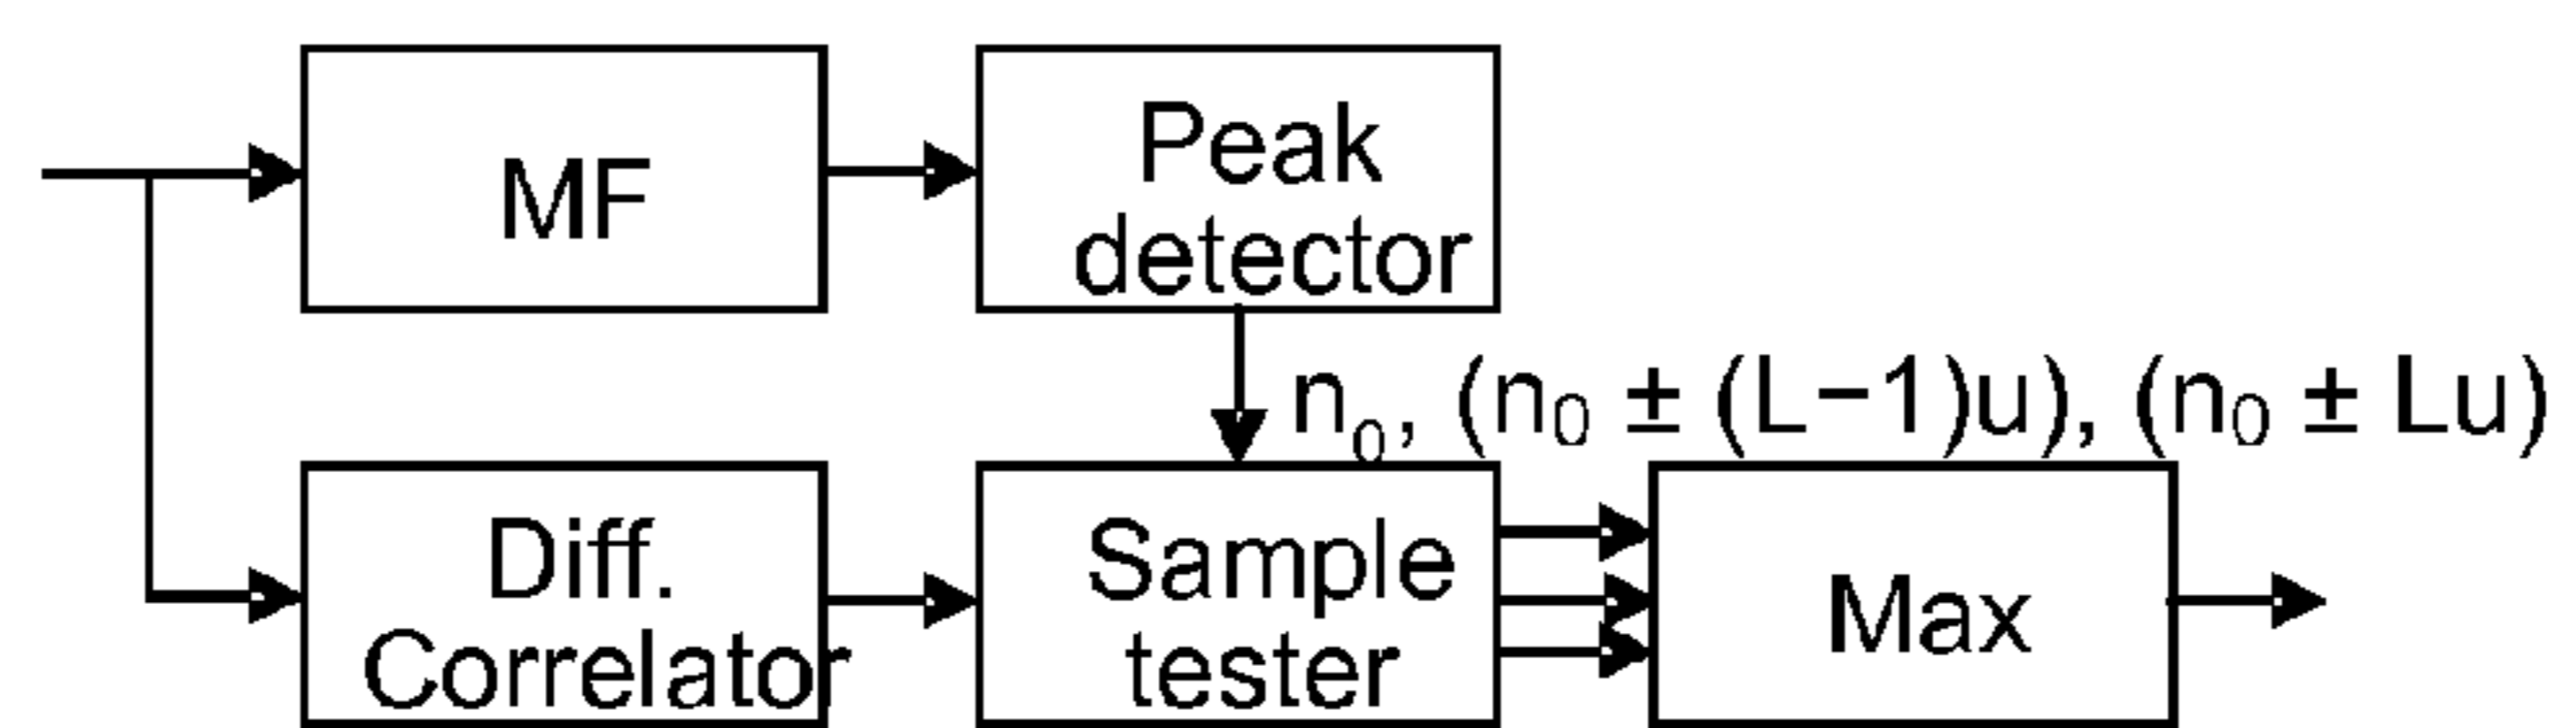 MF
Peak
detector
n₀, (n₀ ± (L−1)u), (n₀ ± Lu)
Diff.
Correlator
Sample
tester
Max